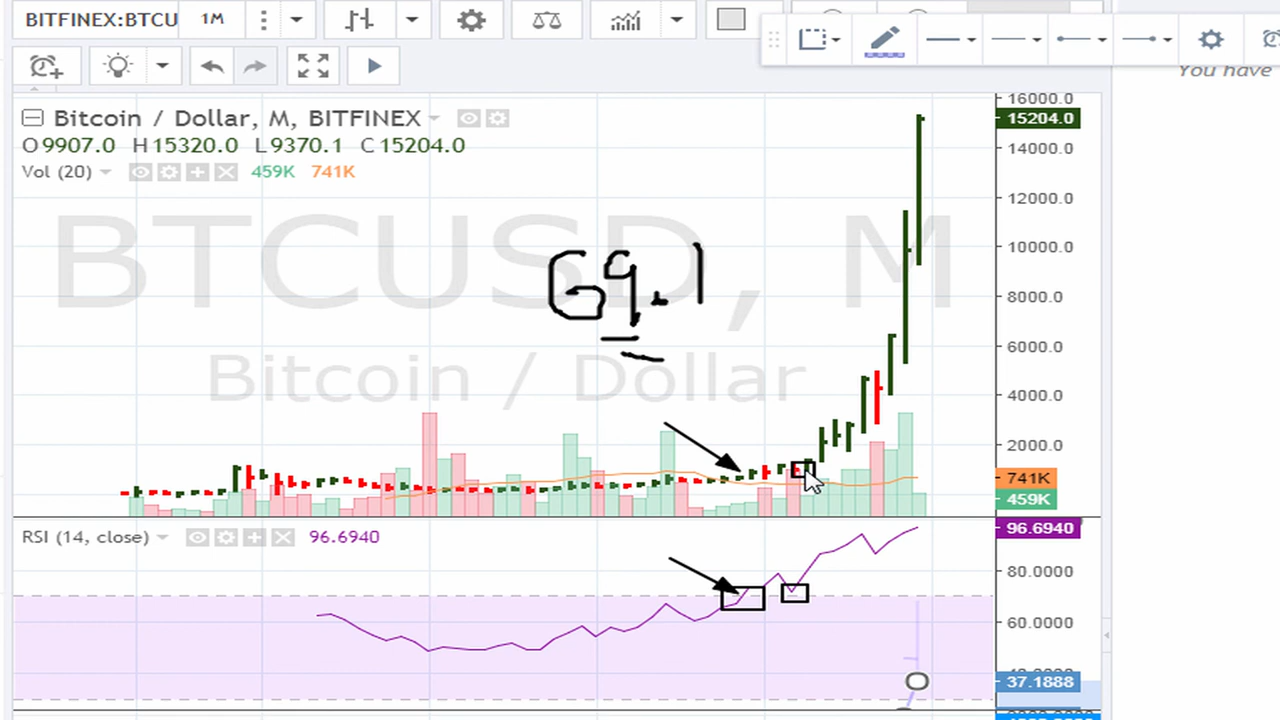 BITFINEX:BTCU 1M
You have
Bitcoin / Dollar, M, BITFINEX
O9907.0 H15320.0 L9370.1 C15204.0
Vol (20) 459K 741K
BTCUSD, M
Bitcoin / Dollar
69.1
16000.0
15204.0
14000.0
12000.0
10000.0
8000.0
6000.0
4000.0
2000.0
741K
459K
RSI (14, close) 96.6940
96.6940
80.0000
60.0000
40.0000
37.1888